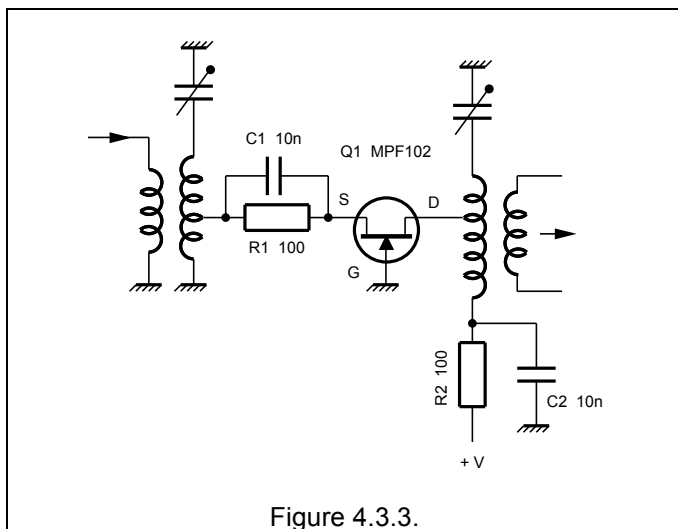 C1 10n
Q1 MPF102
S
D
R1 100
G
R2 100
C2 10n
+ V
Figure 4.3.3.